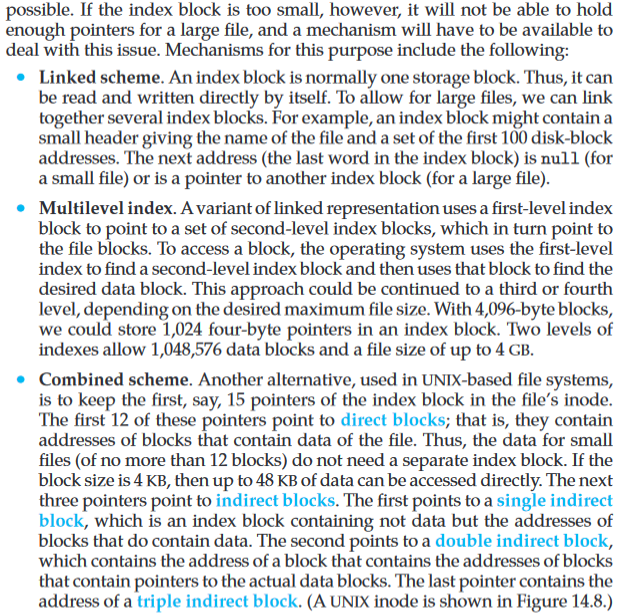 possible. If the index block is too small, however, it will not be able to hold
enough pointers for a large file, and a mechanism will have to be available to
deal with this issue. Mechanisms for this purpose include the following:
• Linked scheme. An index block is normally one storage block. Thus, it can
be read and written directly by itself. To allow for large files, we can link
together several index blocks. For example, an index block might contain a
small header giving the name of the file and a set of the first 100 disk-block
addresses. The next address (the last word in the index block) is null (for
a small file) or is a pointer to another index block (for a large file).
• Multilevel index. A variant of linked representation uses a first-level index
block to point to a set of second-level index blocks, which in turn point to
the file blocks. To access a block, the operating system uses the first-level
index to find a second-level index block and then uses that block to find the
desired data block. This approach could be continued to a third or fourth
level, depending on the desired maximum file size. With 4,096-byte blocks,
we could store 1,024 four-byte pointers in an index block. Two levels of
indexes allow 1,048,576 data blocks and a file size of up to 4 GB.
• Combined scheme. Another alternative, used in UNIX-based file systems,
is to keep the first, say, 15 pointers of the index block in the file's inode.
The first 12 of these pointers point to direct blocks; that is, they contain
addresses of blocks that contain data of the file. Thus, the data for small
files (of no more than 12 blocks) do not need a separate index block. If the
block size is 4 KB, then up to 48 KB of data can be accessed directly. The next
three pointers point to indirect blocks. The first points to a single indirect
block, which is an index block containing not data but the addresses of
blocks that do contain data. The second points to a double indirect block,
which contains the address of a block that contains the addresses of blocks
that contain pointers to the actual data blocks. The last pointer contains the
address of a triple indirect block. (A UNIX inode is shown in Figure 14.8.)